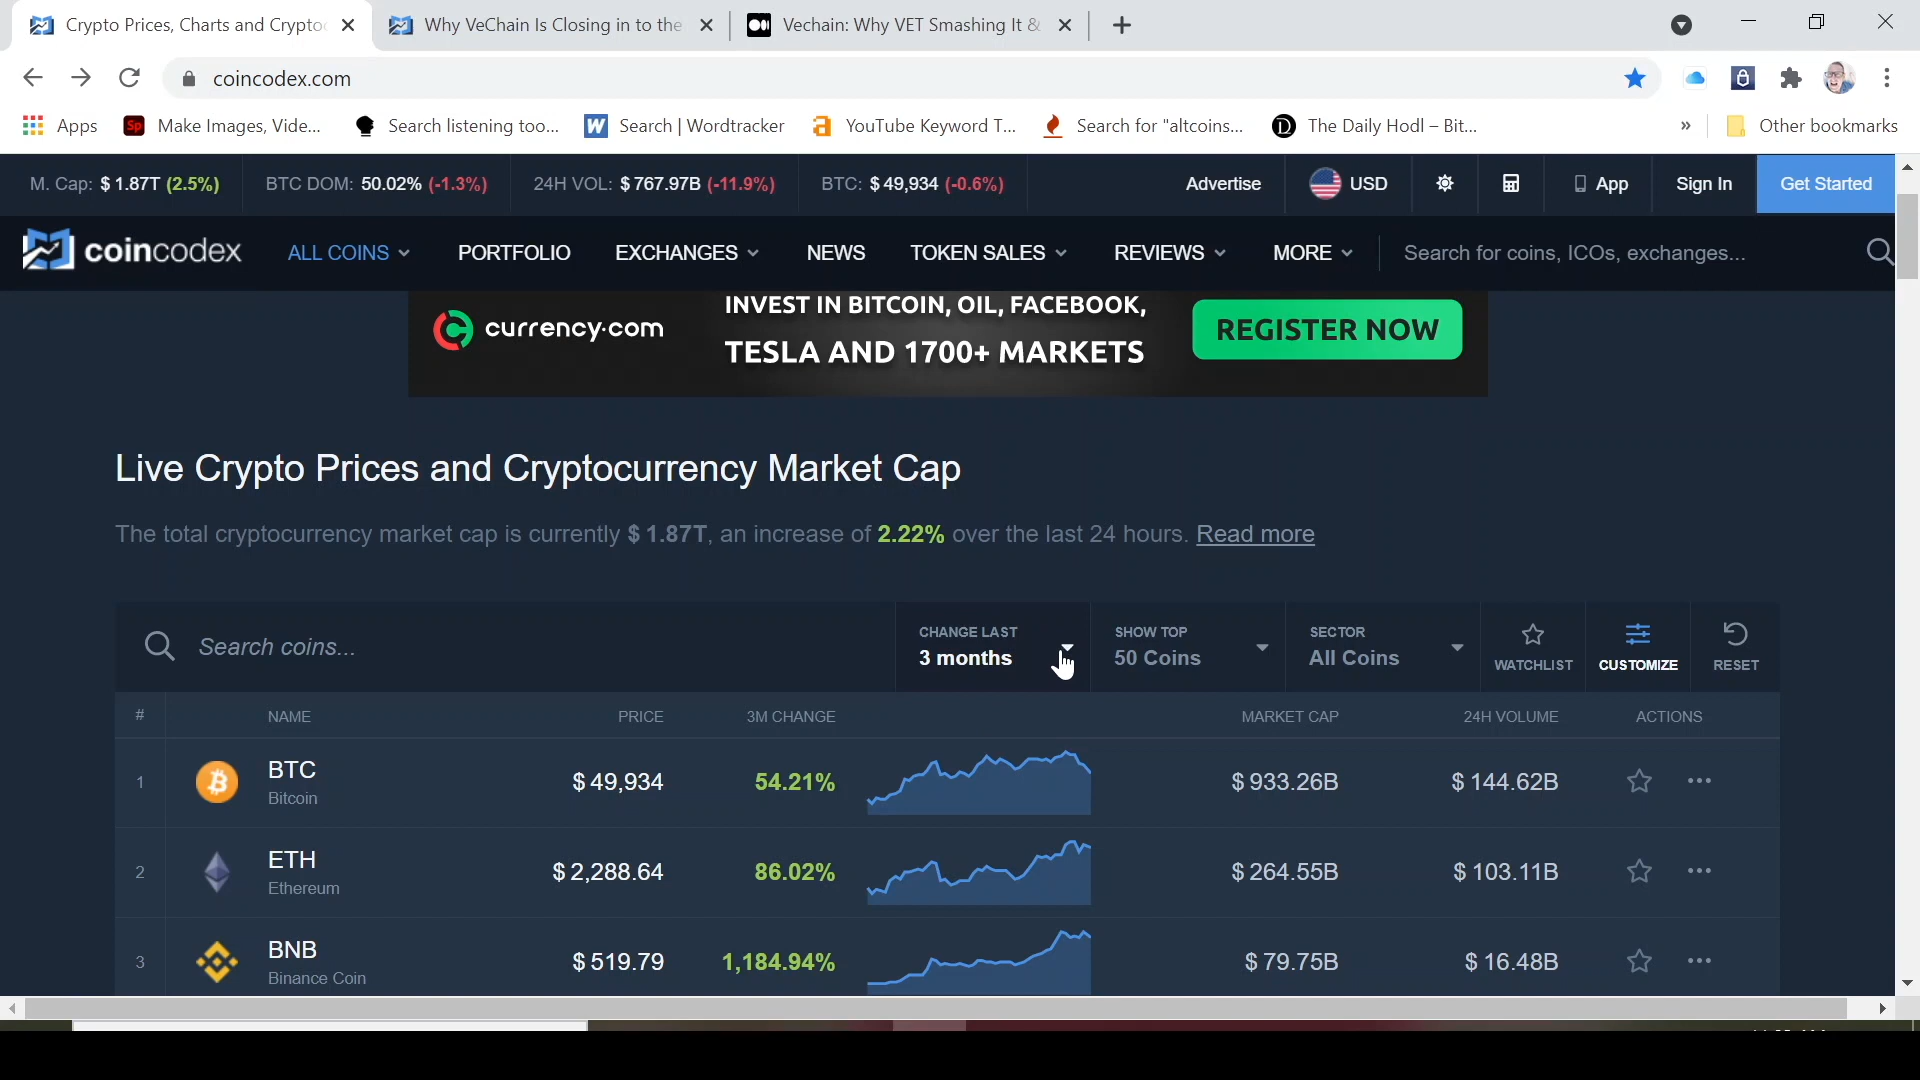 Crypto Prices, Charts and Crypto
Why VeChain Is Closing in to the
Vechain: Why VET Smashing It &
coincodex.com
Apps
Make Images, Vide...
Search listening too...
Search | Wordtracker
YouTube Keyword T...
Search for "altcoins...
The Daily Hodl – Bit...
»
Other bookmarks
M. Cap: $ 1.87T (2.5%)
BTC DOM: 50.02% (-1.3%)
24H VOL: $ 767.97B (-11.9%)
BTC: $ 49,934 (-0.6%)
Advertise
USD
App
Sign In
Get Started
coincodex
ALL COINS
PORTFOLIO
EXCHANGES
NEWS
TOKEN SALES
REVIEWS
MORE
Search for coins, ICOs, exchanges...
currency.com
INVEST IN BITCOIN, OIL, FACEBOOK,
TESLA AND 1700+ MARKETS
REGISTER NOW
Live Crypto Prices and Cryptocurrency Market Cap
The total cryptocurrency market cap is currently $ 1.87T, an increase of 2.22% over the last 24 hours. Read more
Search coins...
CHANGE LAST
3 months
SHOW TOP
50 Coins
SECTOR
All Coins
WATCHLIST
CUSTOMIZE
RESET
# NAME PRICE 3M CHANGE MARKET CAP 24H VOLUME ACTIONS
1 BTC $ 49,934 54.21% $ 933.26B $ 144.62B
Bitcoin
2 ETH $ 2,288.64 86.02% $ 264.55B $ 103.11B
Ethereum
3 BNB $ 519.79 1,184.94% $ 79.75B $ 16.48B
Binance Coin